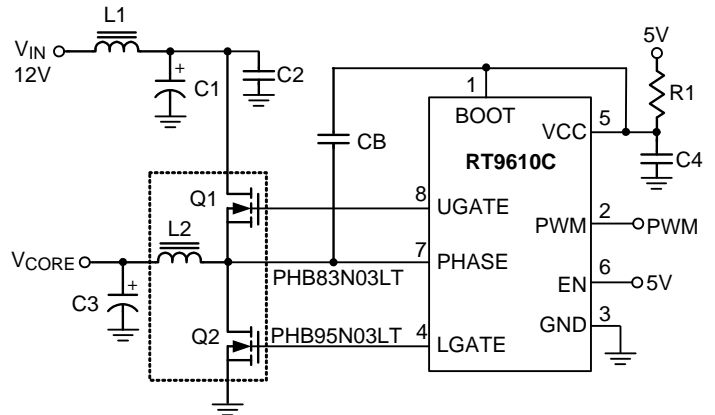 L1
VIN
12V
+
C1
C2
5V
R1
1
BOOT
5
VCC
CB
C4
RT9610C
Q1
8
UGATE
2
PWM
PWM
L2
VCORE
7
PHASE
PHB83N03LT
6
EN
5V
+
C3
3
GND
Q2
PHB95N03LT
4
LGATE